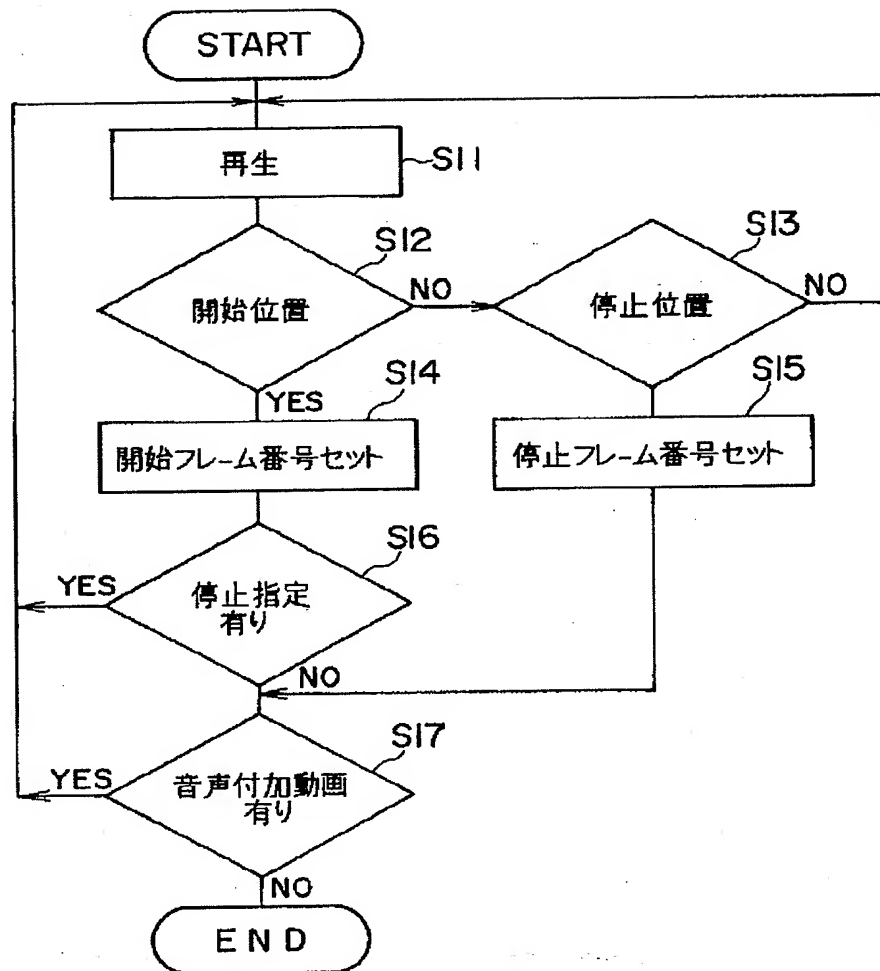 START
再生
S11
S12
開始位置
NO
S13
停止位置
NO
YES
S14
開始フレーム番号セット
S15
停止フレーム番号セット
S16
停止指定
有り
YES
NO
S17
音声付加動画
有り
YES
NO
END